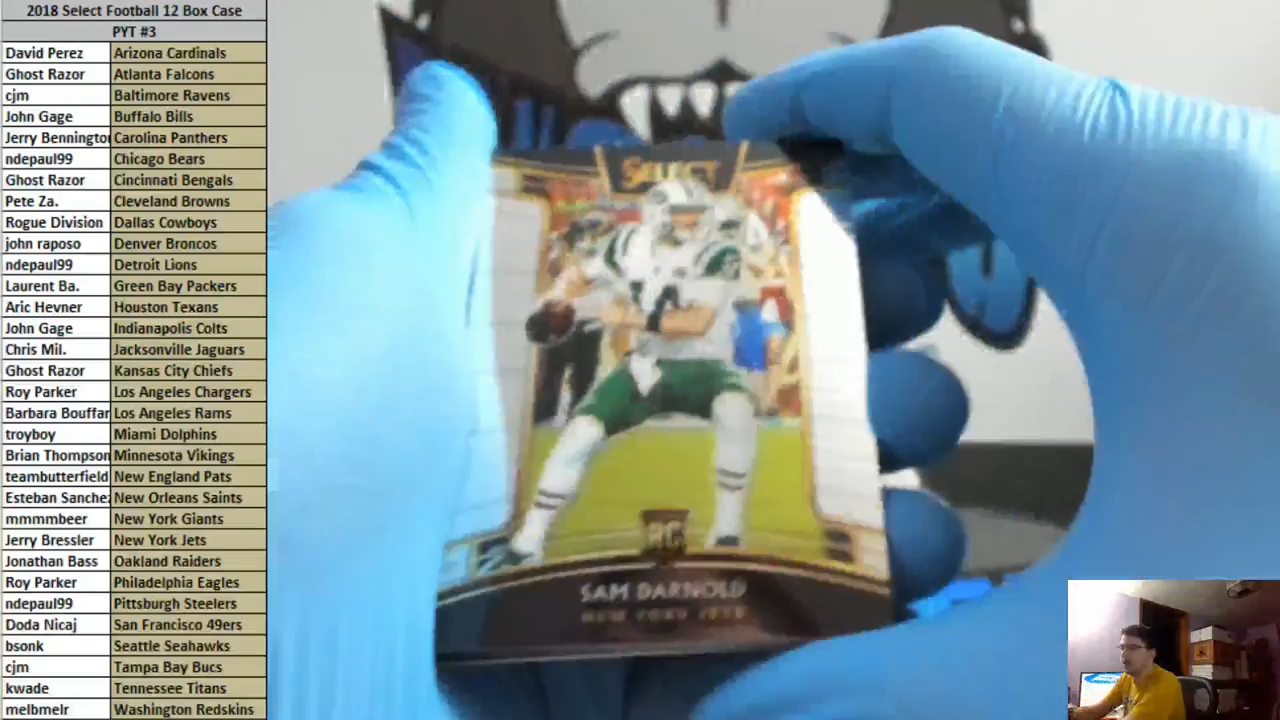 2018 Select Football 12 Box Case
PYT #3
David Perez Arizona Cardinals
Ghost Razor Atlanta Falcons
cjm Baltimore Ravens
John Gage Buffalo Bills
Jerry Benningto Carolina Panthers
ndepaul99 Chicago Bears
Ghost Razor Cincinnati Bengals
Pete Za. Cleveland Browns
Rogue Division Dallas Cowboys
john raposo Denver Broncos
ndepaul99 Detroit Lions
Laurent Ba. Green Bay Packers
Aric Hevner Houston Texans
John Gage Indianapolis Colts
Chris Mil. Jacksonville Jaguars
Ghost Razor Kansas City Chiefs
Roy Parker Los Angeles Chargers
Barbara Bouffar Los Angeles Rams
troyboy Miami Dolphins
Brian Thompson Minnesota Vikings
teambutterfield New England Pats
Esteban Sanchez New Orleans Saints
mmmmbeer New York Giants
Jerry Bressler New York Jets
Jonathan Bass Oakland Raiders
Roy Parker Philadelphia Eagles
ndepaul99 Pittsburgh Steelers
Doda Nicaj San Francisco 49ers
bsonk Seattle Seahawks
cjm Tampa Bay Bucs
kwade Tennessee Titans
melbmelr Washington Redskins
SELECT
RC
SAM DARNOLD
NEW YORK JETS